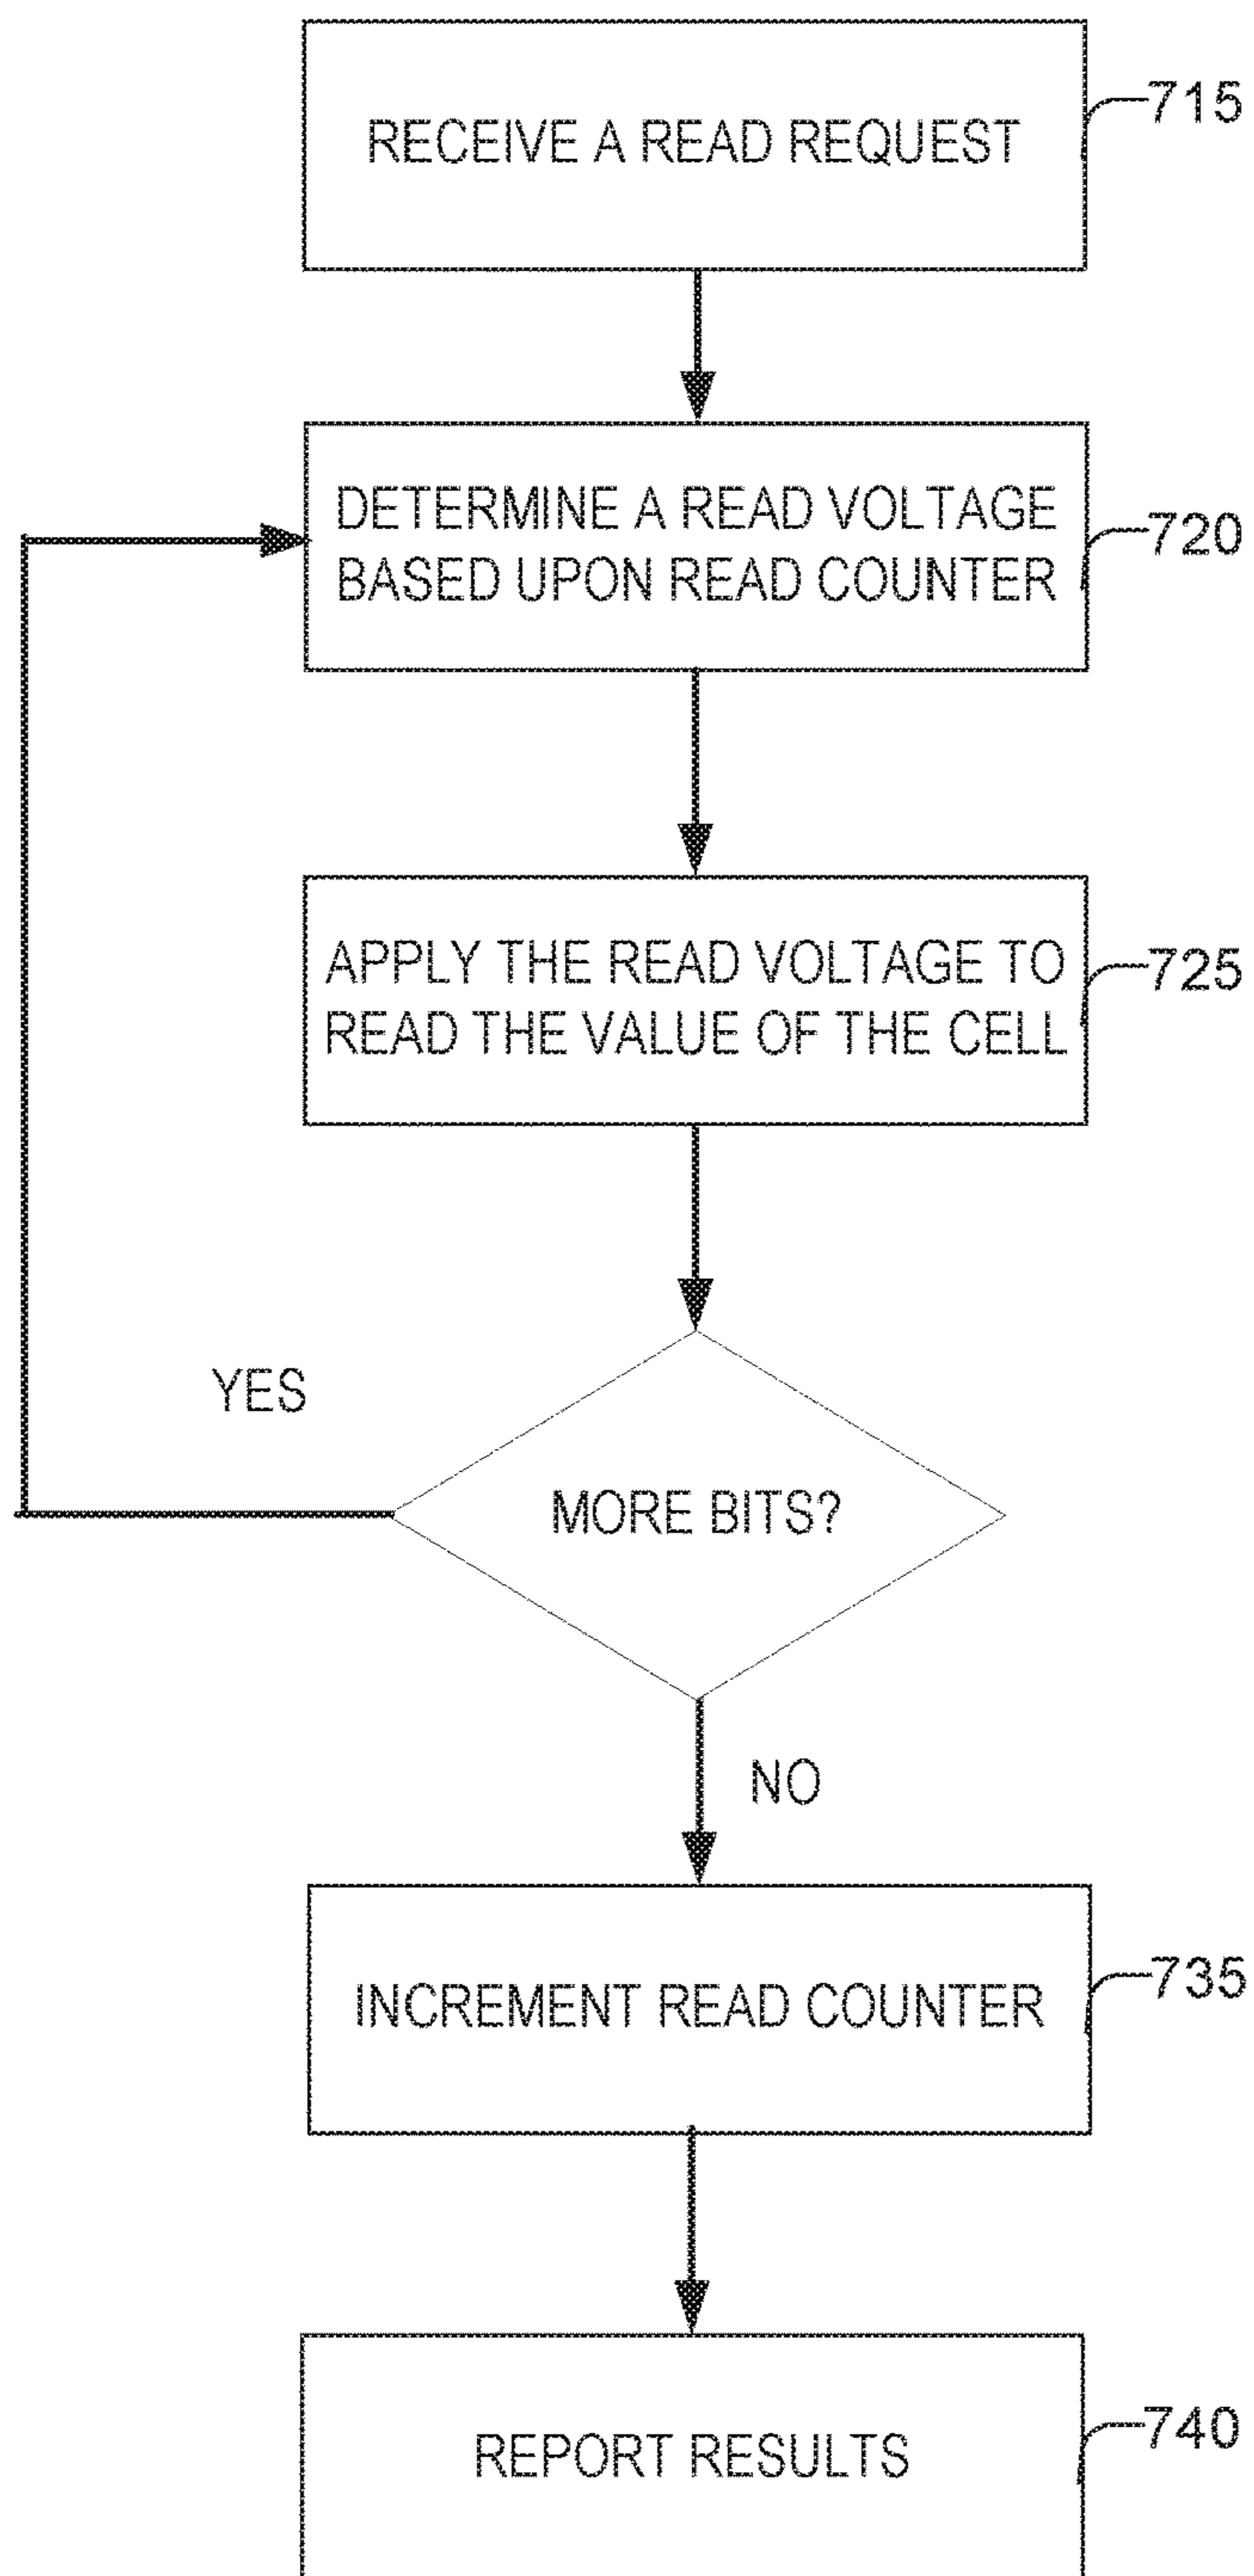 RECEIVE A READ REQUEST
715
DETERMINE A READ VOLTAGE
BASED UPON READ COUNTER
720
APPLY THE READ VOLTAGE TO
READ THE VALUE OF THE CELL
725
YES
MORE BITS?
NO
INCREMENT READ COUNTER
735
REPORT RESULTS
740